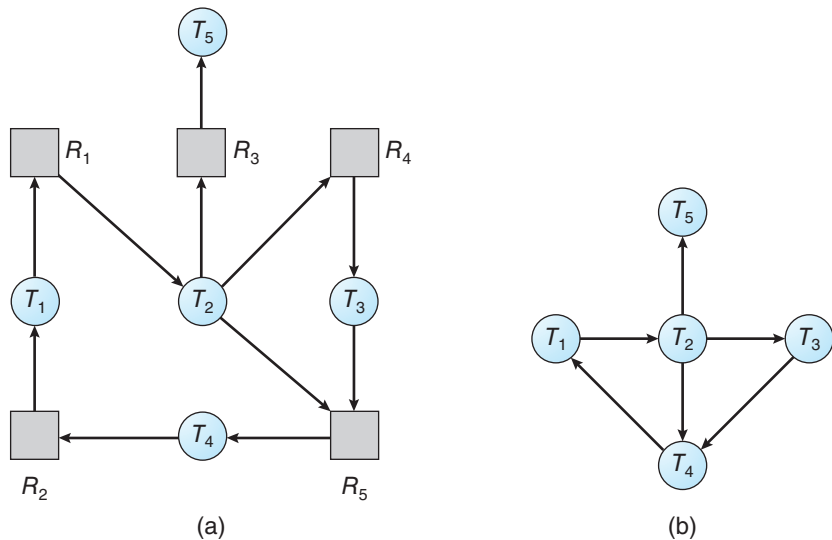 T₅
R₁
R₃
R₄
T₅
T₁
T₂
T₃
T₁
T₂
T₃
T₄
T₄
R₂
R₅
(a)
(b)